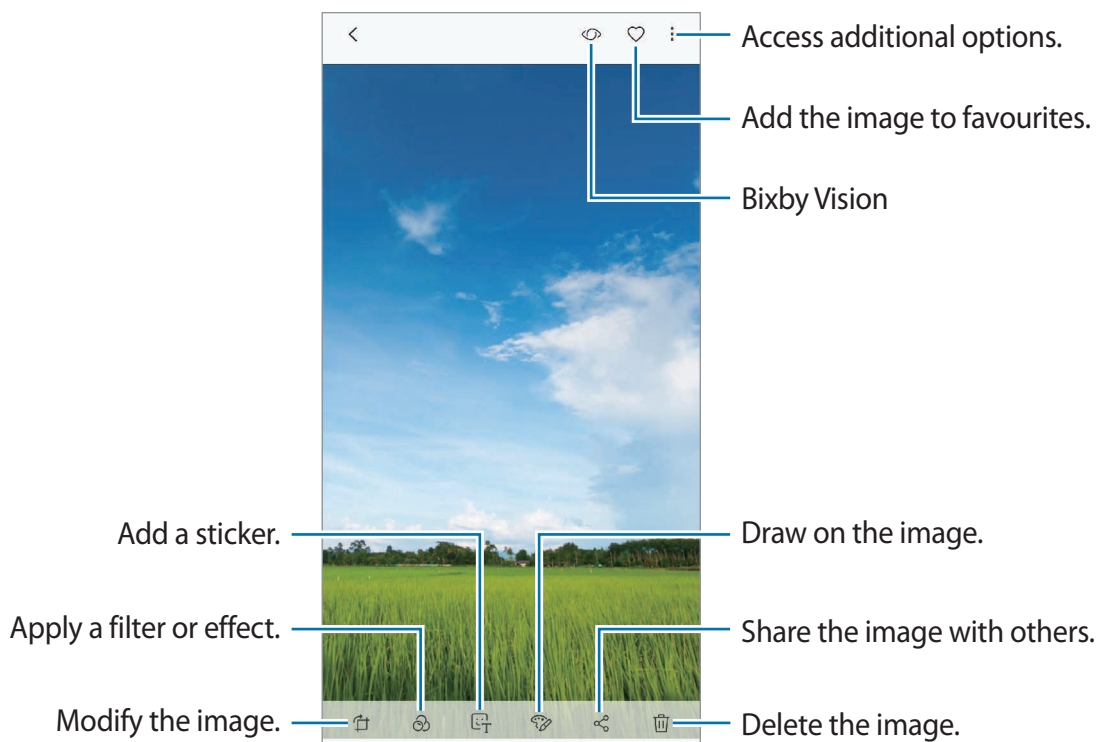 Access additional options.
Add the image to favourites.
Bixby Vision
Add a sticker.
Draw on the image.
Apply a filter or effect.
Share the image with others.
Modify the image.
Delete the image.